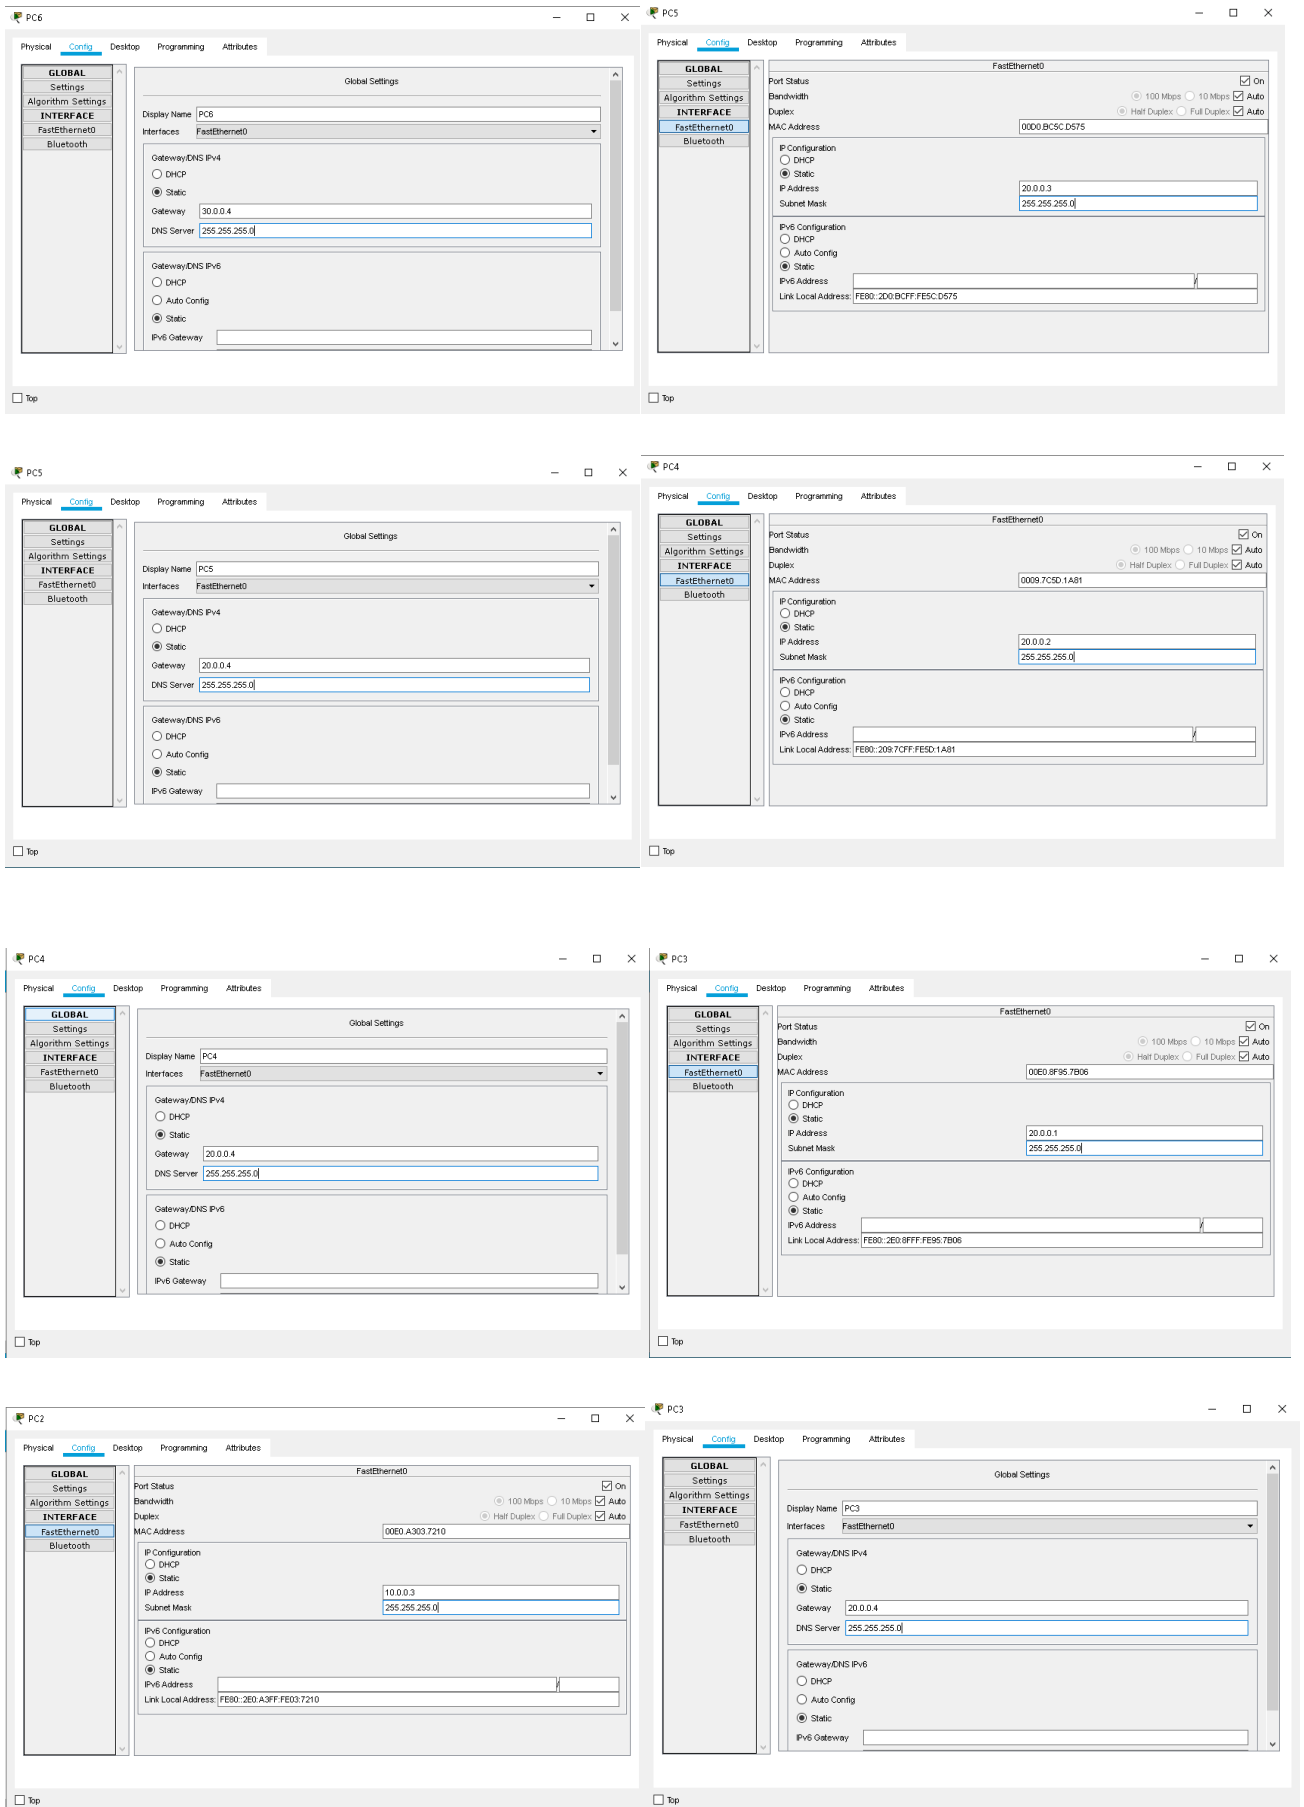 PC6
Physical Config Desktop Programming Attributes
GLOBAL
Settings
Algorithm Settings
INTERFACE
FastEthernet0
Bluetooth
Global Settings
Display Name PC6
Interfaces FastEthernet0
Gateway/DNS IPv4
DHCP
Static
Gateway 30.0.0.4
DNS Server 255.255.255.0
Gateway/DNS IPv6
DHCP
Auto Config
Static
IPv6 Gateway
Top
PC5
Physical Config Desktop Programming Attributes
GLOBAL
Settings
Algorithm Settings
INTERFACE
FastEthernet0
Bluetooth
FastEthernet0
Port Status On
Bandwidth 100 Mbps 10 Mbps Auto
Duplex Half Duplex Full Duplex Auto
MAC Address 00D0.BC5C.D575
IP Configuration
DHCP
Static
IP Address 20.0.0.3
Subnet Mask 255.255.255.0
IPv6 Configuration
DHCP
Auto Config
Static
IPv6 Address /
Link Local Address: FE80::2D0:BCFF:FE5C:D575
Top
PC5
Physical Config Desktop Programming Attributes
GLOBAL
Settings
Algorithm Settings
INTERFACE
FastEthernet0
Bluetooth
Global Settings
Display Name PC5
Interfaces FastEthernet0
Gateway/DNS IPv4
DHCP
Static
Gateway 20.0.0.4
DNS Server 255.255.255.0
Gateway/DNS IPv6
DHCP
Auto Config
Static
IPv6 Gateway
Top
PC4
Physical Config Desktop Programming Attributes
GLOBAL
Settings
Algorithm Settings
INTERFACE
FastEthernet0
Bluetooth
FastEthernet0
Port Status On
Bandwidth 100 Mbps 10 Mbps Auto
Duplex Half Duplex Full Duplex Auto
MAC Address 0009.7C5D.1A81
IP Configuration
DHCP
Static
IP Address 20.0.0.2
Subnet Mask 255.255.255.0
IPv6 Configuration
DHCP
Auto Config
Static
IPv6 Address /
Link Local Address: FE80::209:7CFF:FE5D:1A81
Top
PC4
Physical Config Desktop Programming Attributes
GLOBAL
Settings
Algorithm Settings
INTERFACE
FastEthernet0
Bluetooth
Global Settings
Display Name PC4
Interfaces FastEthernet0
Gateway/DNS IPv4
DHCP
Static
Gateway 20.0.0.4
DNS Server 255.255.255.0
Gateway/DNS IPv6
DHCP
Auto Config
Static
IPv6 Gateway
Top
PC3
Physical Config Desktop Programming Attributes
GLOBAL
Settings
Algorithm Settings
INTERFACE
FastEthernet0
Bluetooth
FastEthernet0
Port Status On
Bandwidth 100 Mbps 10 Mbps Auto
Duplex Half Duplex Full Duplex Auto
MAC Address 00E0.8F95.7B06
IP Configuration
DHCP
Static
IP Address 20.0.0.1
Subnet Mask 255.255.255.0
IPv6 Configuration
DHCP
Auto Config
Static
IPv6 Address /
Link Local Address: FE80::2E0:8FFF:FE95:7B06
Top
PC2
Physical Config Desktop Programming Attributes
GLOBAL
Settings
Algorithm Settings
INTERFACE
FastEthernet0
Bluetooth
FastEthernet0
Port Status On
Bandwidth 100 Mbps 10 Mbps Auto
Duplex Half Duplex Full Duplex Auto
MAC Address 00E0.A303.7210
IP Configuration
DHCP
Static
IP Address 10.0.0.3
Subnet Mask 255.255.255.0
IPv6 Configuration
DHCP
Auto Config
Static
IPv6 Address /
Link Local Address: FE80::2E0:A3FF:FE03:7210
Top
PC3
Physical Config Desktop Programming Attributes
GLOBAL
Settings
Algorithm Settings
INTERFACE
FastEthernet0
Bluetooth
Global Settings
Display Name PC3
Interfaces FastEthernet0
Gateway/DNS IPv4
DHCP
Static
Gateway 20.0.0.4
DNS Server 255.255.255.0
Gateway/DNS IPv6
DHCP
Auto Config
Static
IPv6 Gateway
Top